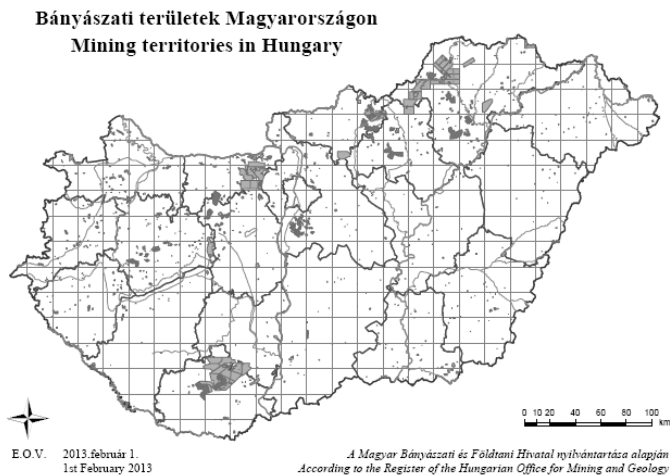 Bányászati területek Magyarországon
Mining territories in Hungary
0 10 20 40 60 80 100
km
E.O.V. 2013.február 1.
1st February 2013
A Magyar Bányászati és Földtani Hivatal nyilvántartása alapján
According to the Register of the Hungarian Office for Mining and Geology